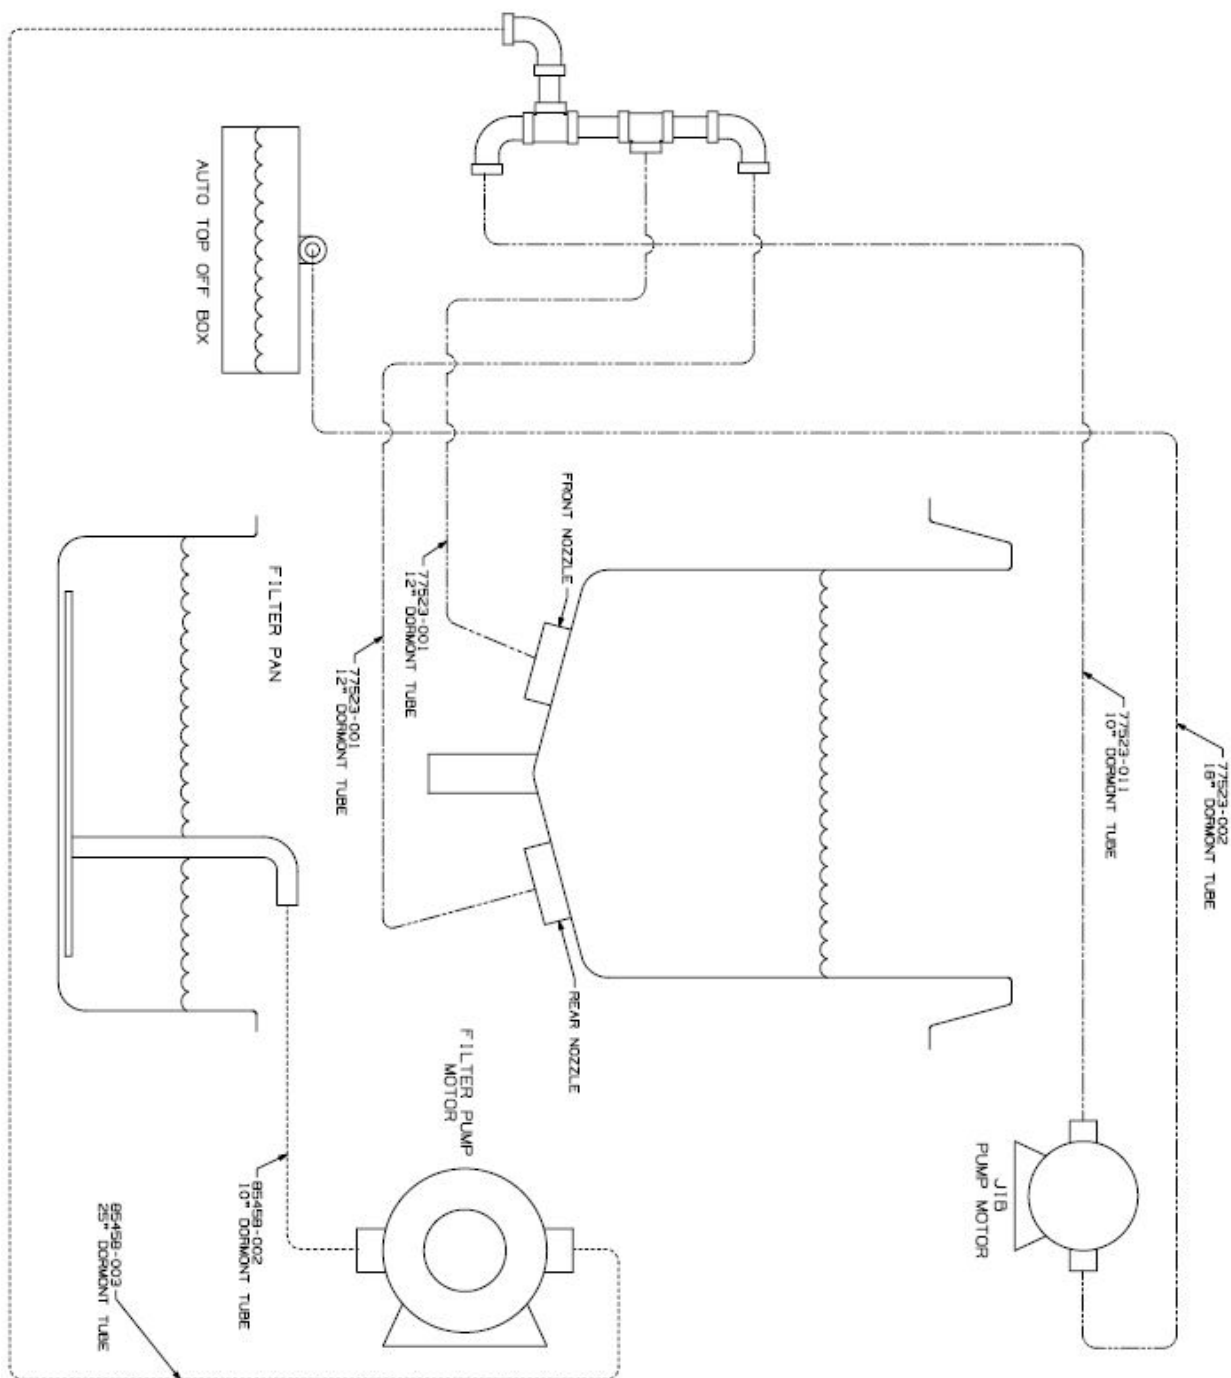 AUTO TOP OFF BOX
FRONT NOZZLE
77523-001
12" DORMONT TUBE
77523-001
12" DORMONT TUBE
FILTER PAN
77523-011
10" DORMONT TUBE
77523-002
18" DORMONT TUBE
REAR NOZZLE
FILTER PUMP
MOTOR
JIB
PUMP MOTOR
85458-002
10" DORMONT TUBE
85458-003
25" DORMONT TUBE